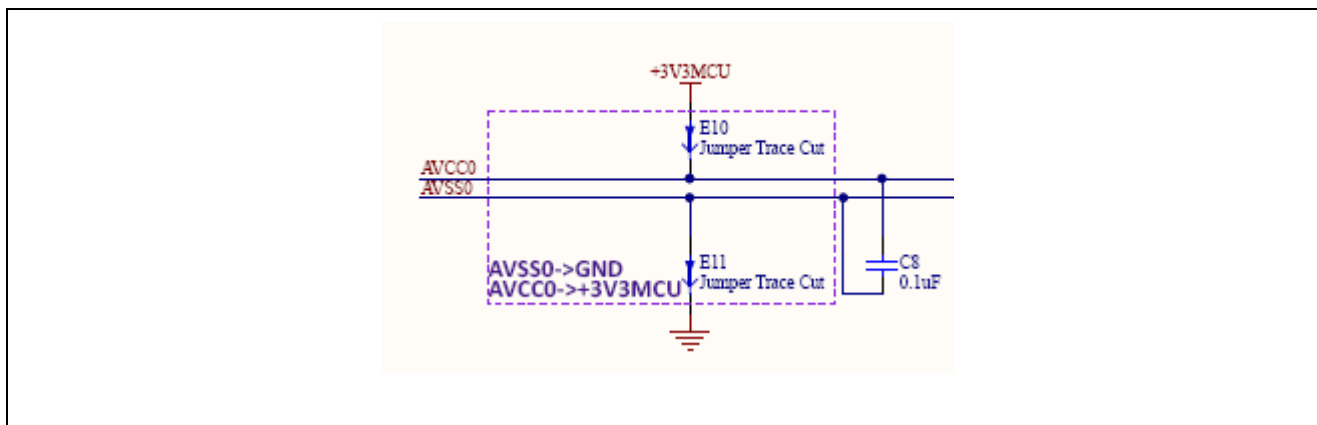 +3V3MCU
E10
Jumper Trace Cut
AVCC0
AVSS0
E11
Jumper Trace Cut
AVSS0->GND
AVCC0->+3V3MCU
C8
0.1uF